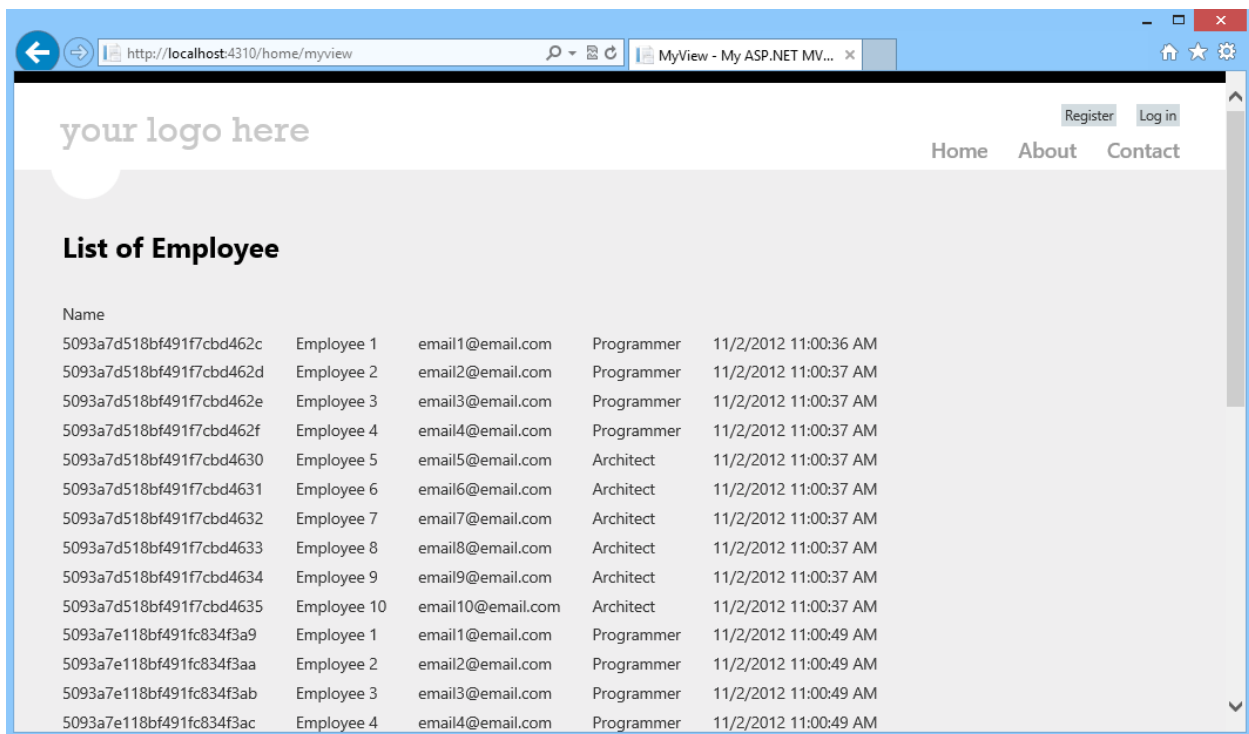 http://localhost:4310/home/myview
MyView - My ASP.NET MV...
your logo here
Register Log in
Home About Contact
List of Employee
Name
5093a7d518bf491f7cbd462c Employee 1 email1@email.com Programmer 11/2/2012 11:00:36 AM
5093a7d518bf491f7cbd462d Employee 2 email2@email.com Programmer 11/2/2012 11:00:37 AM
5093a7d518bf491f7cbd462e Employee 3 email3@email.com Programmer 11/2/2012 11:00:37 AM
5093a7d518bf491f7cbd462f Employee 4 email4@email.com Programmer 11/2/2012 11:00:37 AM
5093a7d518bf491f7cbd4630 Employee 5 email5@email.com Architect 11/2/2012 11:00:37 AM
5093a7d518bf491f7cbd4631 Employee 6 email6@email.com Architect 11/2/2012 11:00:37 AM
5093a7d518bf491f7cbd4632 Employee 7 email7@email.com Architect 11/2/2012 11:00:37 AM
5093a7d518bf491f7cbd4633 Employee 8 email8@email.com Architect 11/2/2012 11:00:37 AM
5093a7d518bf491f7cbd4634 Employee 9 email9@email.com Architect 11/2/2012 11:00:37 AM
5093a7d518bf491f7cbd4635 Employee 10 email10@email.com Architect 11/2/2012 11:00:37 AM
5093a7e118bf491fc834f3a9 Employee 1 email1@email.com Programmer 11/2/2012 11:00:49 AM
5093a7e118bf491fc834f3aa Employee 2 email2@email.com Programmer 11/2/2012 11:00:49 AM
5093a7e118bf491fc834f3ab Employee 3 email3@email.com Programmer 11/2/2012 11:00:49 AM
5093a7e118bf491fc834f3ac Employee 4 email4@email.com Programmer 11/2/2012 11:00:49 AM